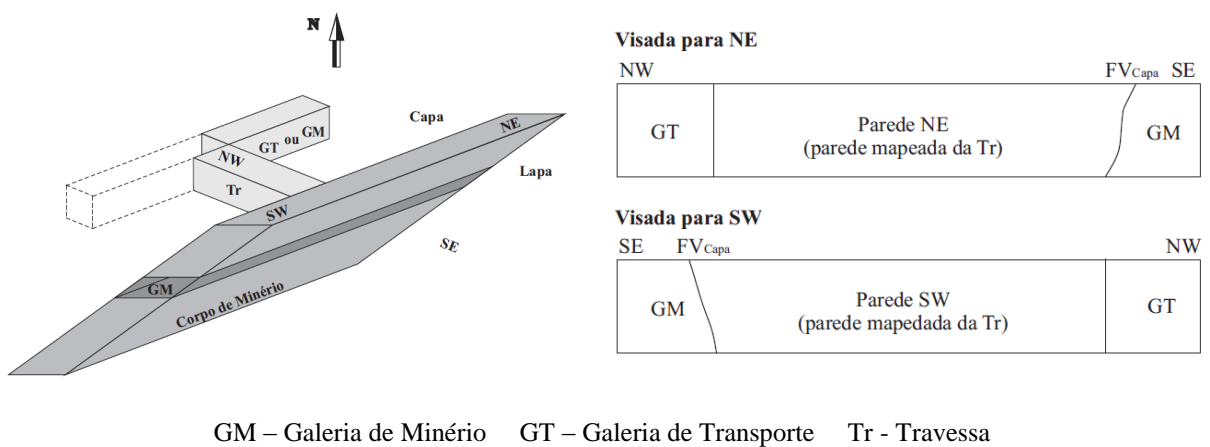 N
Capa
NE
GT ou GM
NW
Lapa
Tr
SW
SE
GM
Corpo de Minério
Visada para NE
NW FVCapa SE
GT
Parede NE
(parede mapeada da Tr)
GM
Visada para SW
SE FVCapa NW
GM
Parede SW
(parede mapedada da Tr)
GT
GM – Galeria de Minério GT – Galeria de Transporte Tr - Travessa